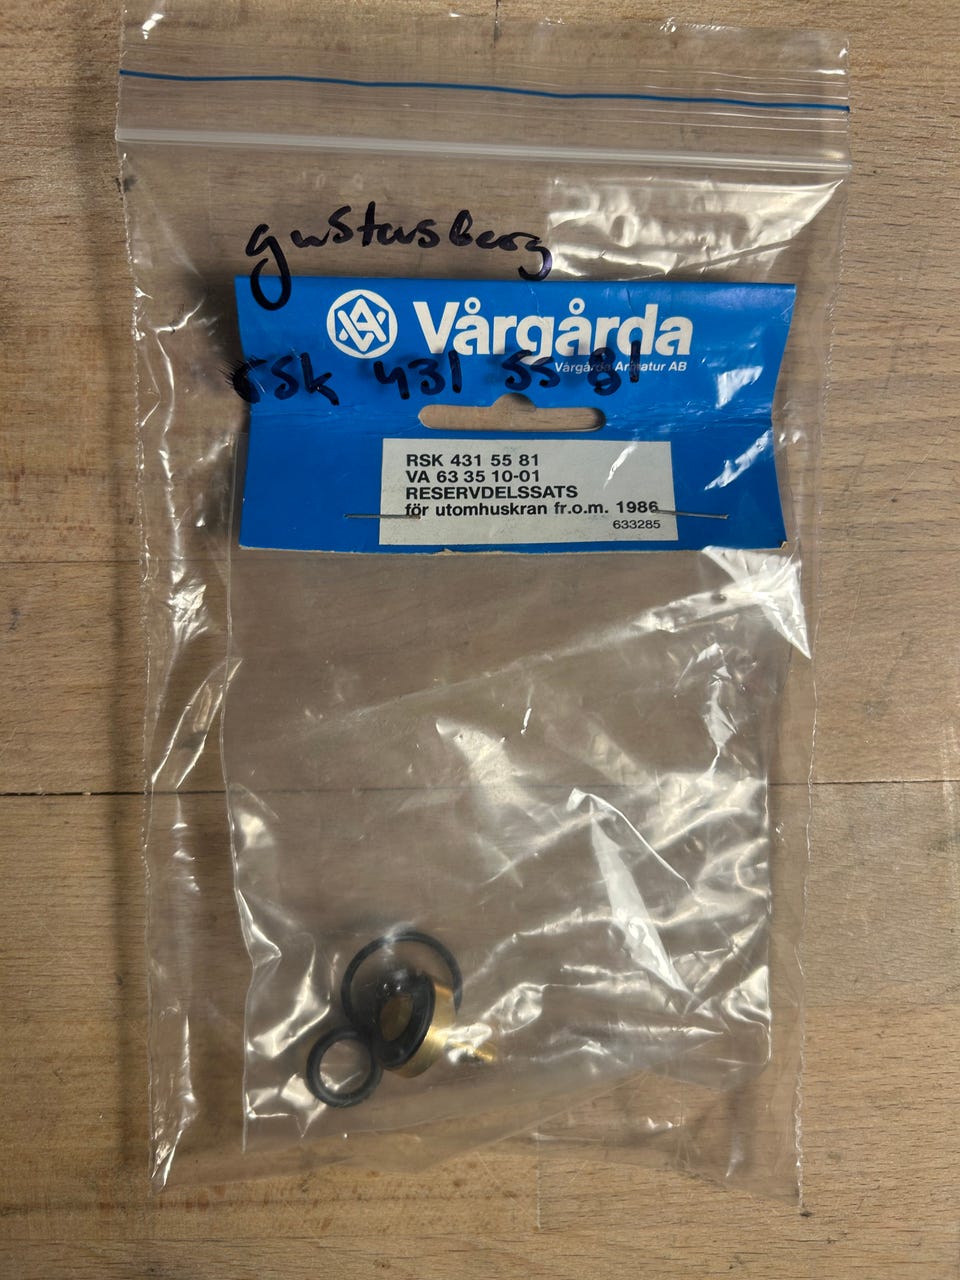 gustavsberg
VA Vårgårda
Vårgårda Armatur AB
rsk 431 55 81
RSK 431 55 81
VA 63 35 10-01
RESERVDELSSATS
för utomhuskran fr.o.m. 1986
633285